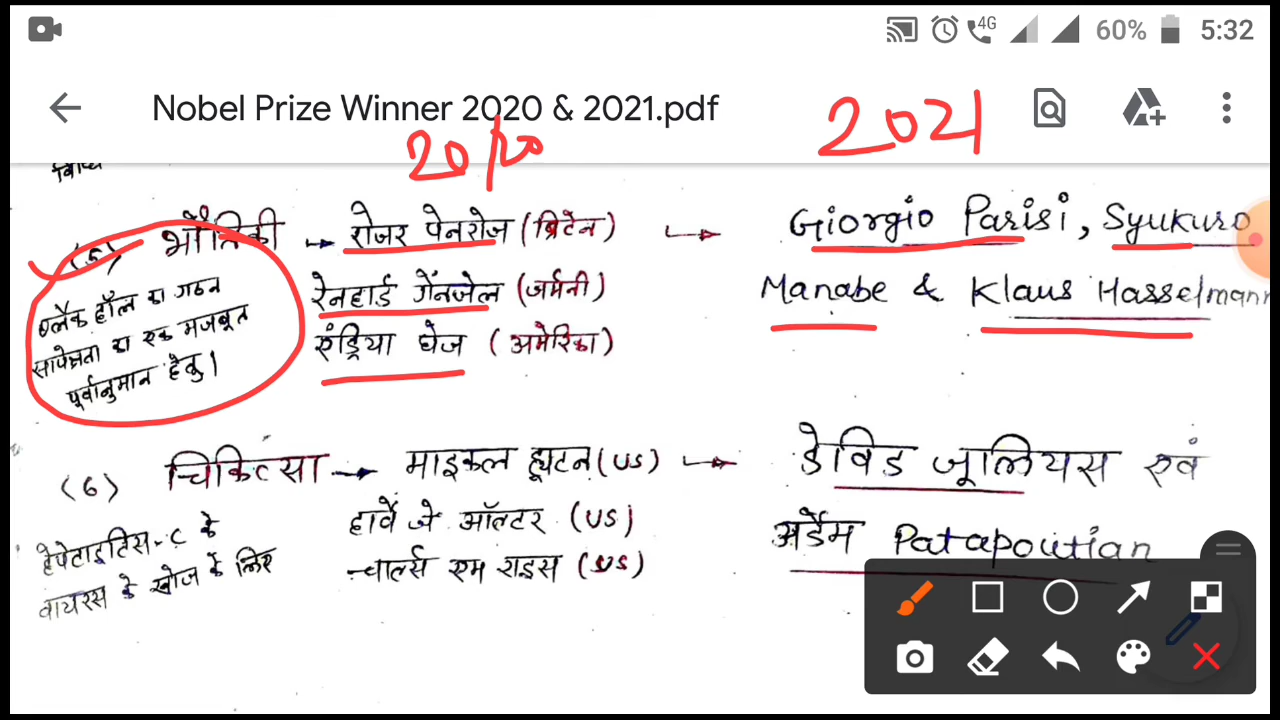 60% 5:32
4G
Nobel Prize Winner 2020 & 2021.pdf
2020
2021
(5) भौतिकी → रोजर पेनरोज (ब्रिटेन) → Giorgio Parisi, Syukuro
ब्लैक हॉल का गठन रेनहार्ड गेंनजेल (जर्मनी) Manabe & Klaus Hasselmann
सापेक्षता का एक मजबूत एंड्रिया घेज (अमेरिका)
पूर्वानुमान हेतु।
(6) चिकित्सा → माइकल ह्यूटन (US) → डेविड जूलियस एवं
हेपेटाइटिस-C के हार्वे जे ऑल्टर (US) अर्डेम Patapoutian
वायरस के खोज के लिए चार्ल्स एम राइस (US)